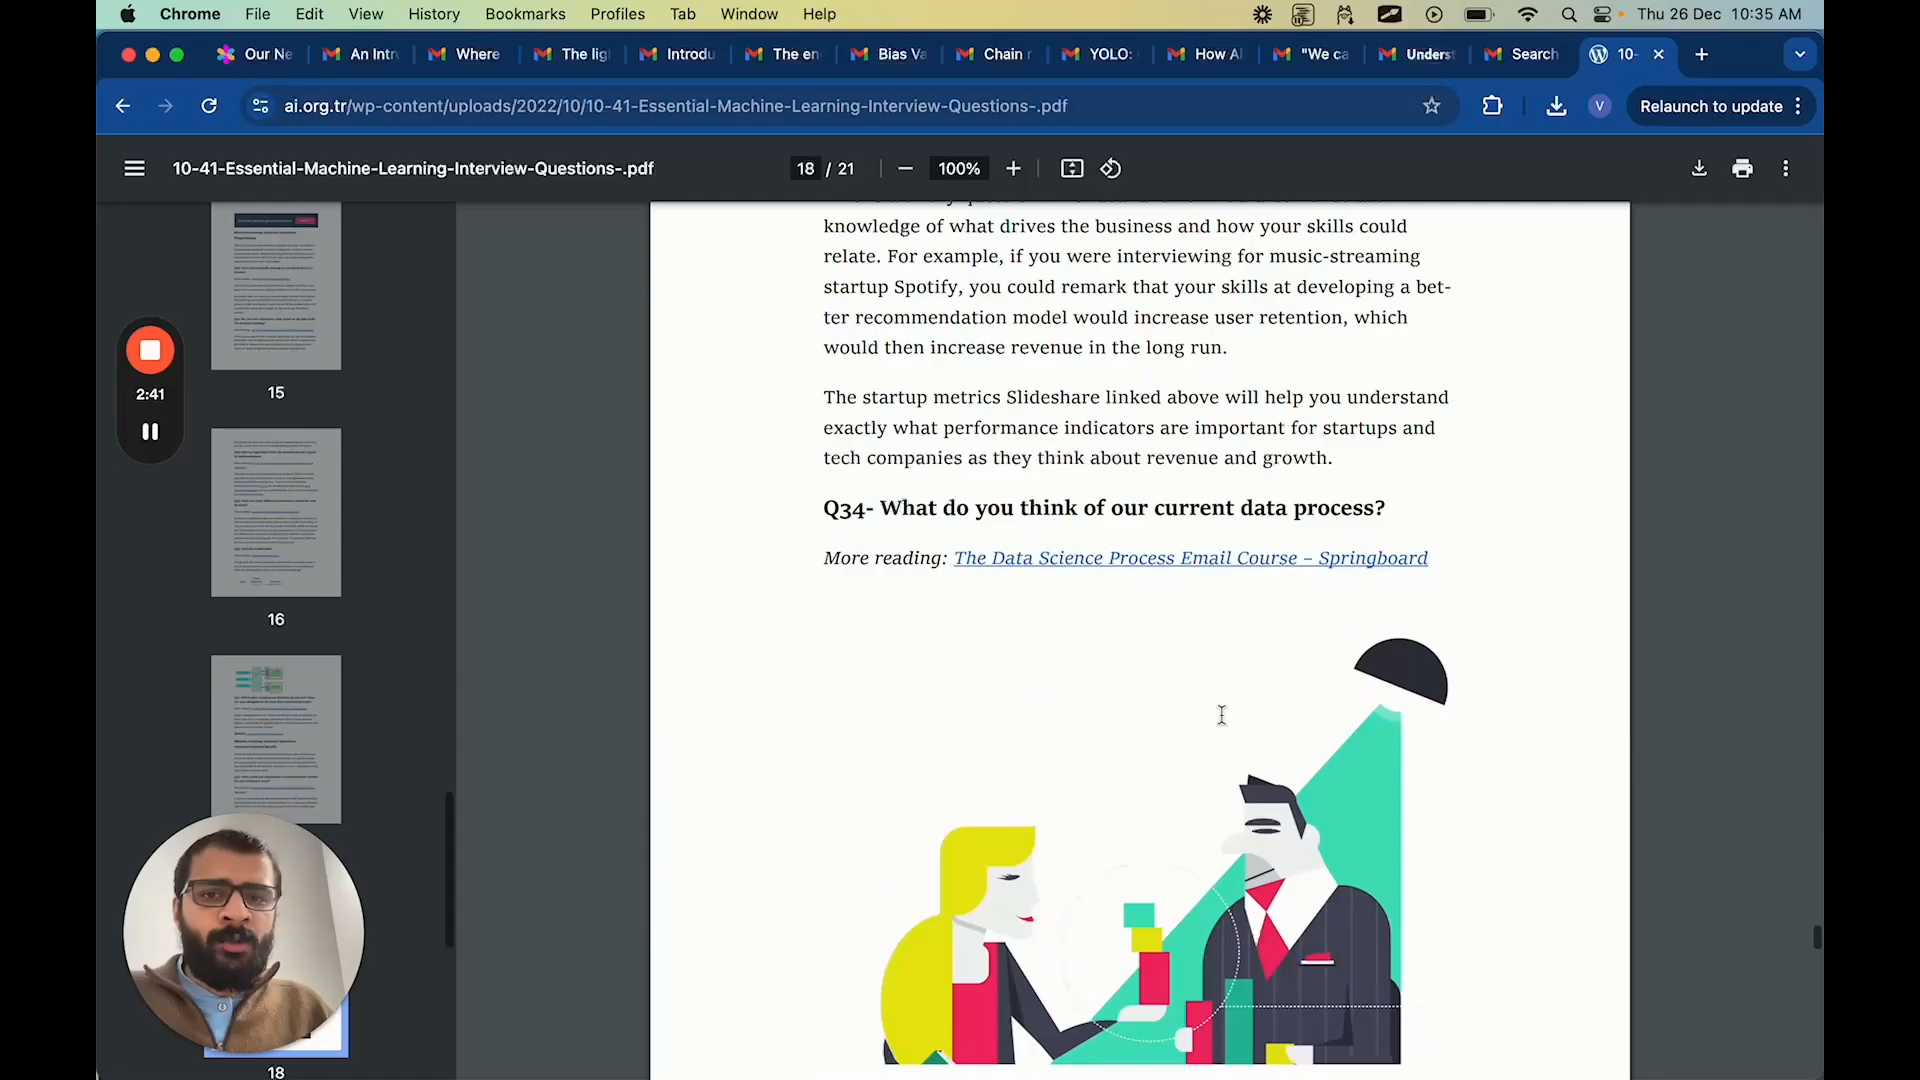 Chrome File Edit View History Bookmarks Profiles Tab Window Help Thu 26 Dec 10:35 AM
Our Ne An Intr Where The lig Introdu The en Bias Va Chain r YOLO: How AI "We ca Underst Search 10-
ai.org.tr/wp-content/uploads/2022/10/10-41-Essential-Machine-Learning-Interview-Questions-.pdf V Relaunch to update
10-41-Essential-Machine-Learning-Interview-Questions-.pdf 18 / 21 100%
knowledge of what drives the business and how your skills could
relate. For example, if you were interviewing for music-streaming
startup Spotify, you could remark that your skills at developing a bet-
ter recommendation model would increase user retention, which
would then increase revenue in the long run.
The startup metrics Slideshare linked above will help you understand
exactly what performance indicators are important for startups and
tech companies as they think about revenue and growth.
Q34- What do you think of our current data process?
More reading: The Data Science Process Email Course – Springboard
2:41
15
16
18